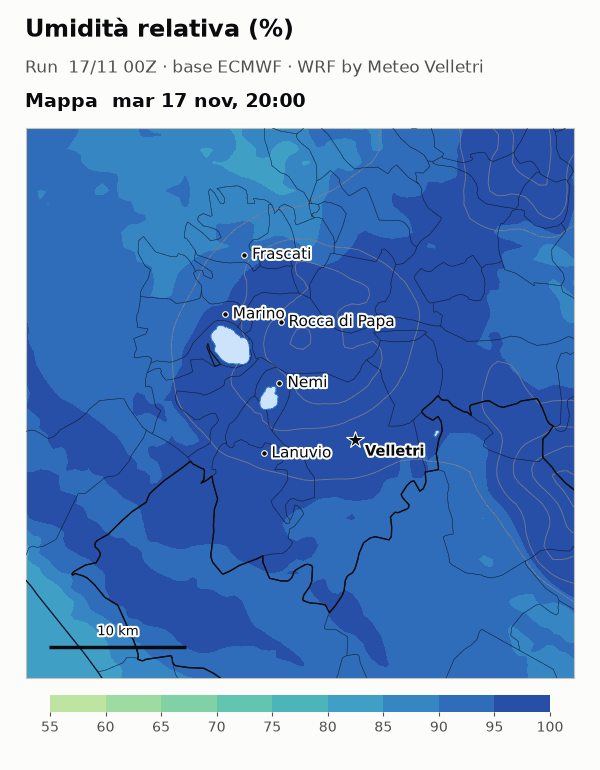 Umidità relativa (%)
Run  17/11 00Z · base ECMWF · WRF by Meteo Velletri
Mappa  mar 17 nov, 20:00
Frascati
Marino
Rocca di Papa
Nemi
Velletri
Lanuvio
10 km
55 60 65 70 75 80 85 90 95 100